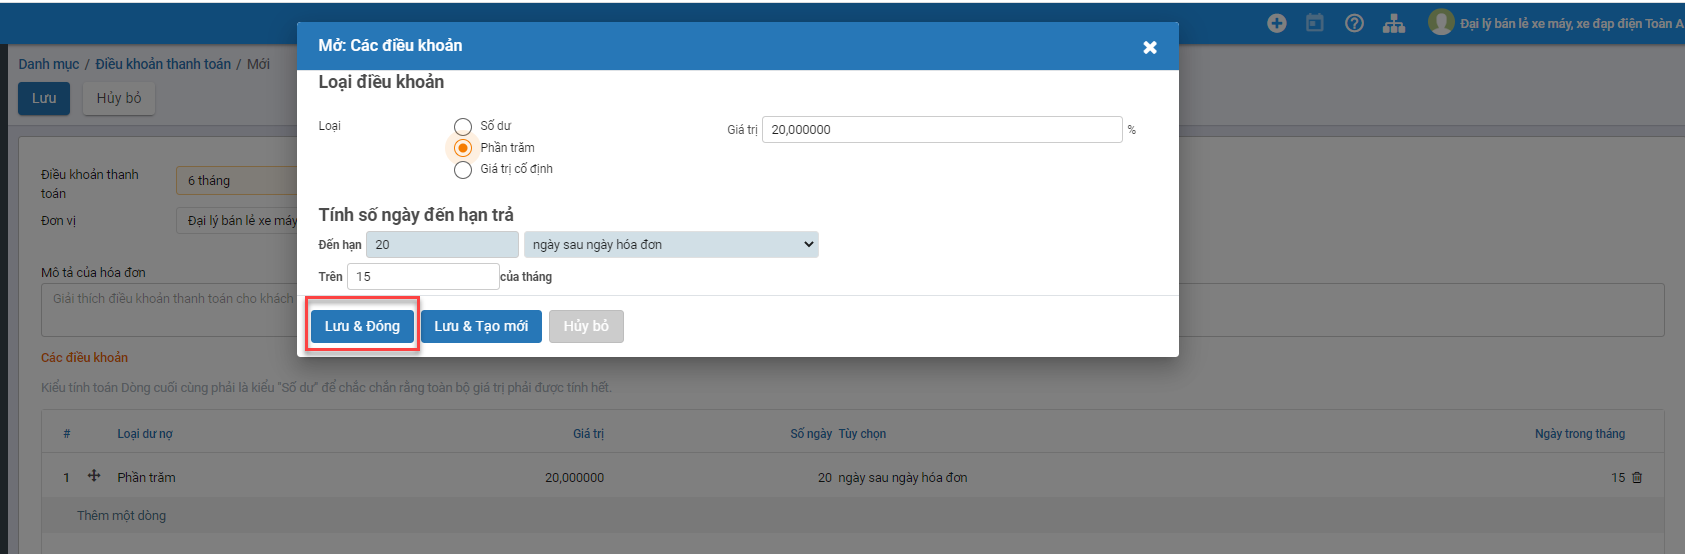 Đại lý bán lẻ xe máy, xe đạp điện Toàn A
Danh mục / Điều khoản thanh toán / Mới
Lưu
Hủy bỏ
Mở: Các điều khoản
Loại điều khoản
Loại
Số dư
Phần trăm
Giá trị cố định
Giá trị 20,000000 %
Tính số ngày đến hạn trả
Đến hạn 20 ngày sau ngày hóa đơn
Trên 15 của tháng
Lưu & Đóng
Lưu & Tạo mới
Hủy bỏ
Điều khoản thanh
toán
6 tháng
Đơn vị
Đại lý bán lẻ xe máy
Mô tả của hóa đơn
Giải thích điều khoản thanh toán cho khách
Các điều khoản
Kiểu tính toán Dòng cuối cùng phải là kiểu "Số dư" để chắc chắn rằng toàn bộ giá trị phải được tính hết.
# Loại dư nợ Giá trị Số ngày Tùy chọn Ngày trong tháng
1 Phần trăm 20,000000 20 ngày sau ngày hóa đơn 15
Thêm một dòng